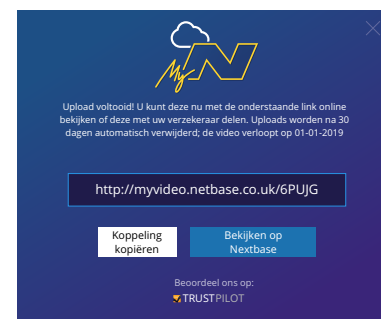 My N
Upload voltooid! U kunt deze nu met de onderstaande link online
bekijken of deze met uw verzekeraar delen. Uploads worden na 30
dagen automatisch verwijderd; de video verloopt op 01-01-2019
http://myvideo.netbase.co.uk/6PUJG
Koppeling
kopiëren
Bekijken op
Nextbase
Beoordeel ons op:
TRUSTPILOT